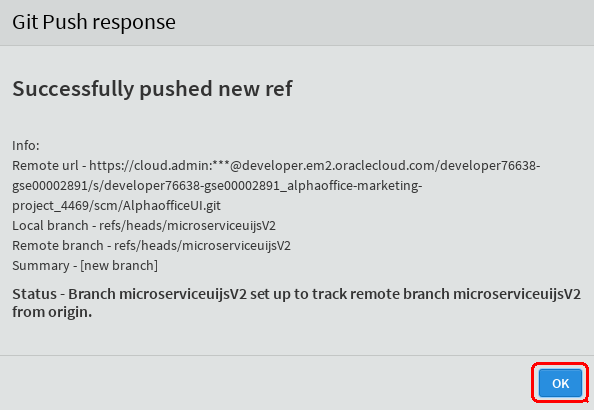 Git Push response
Successfully pushed new ref
Info:
Remote url - https://cloud.admin:***@developer.em2.oraclecloud.com/developer76638-
gse00002891/s/developer76638-gse00002891_alphaoffice-marketing-
project_4469/scm/AlphaofficeUI.git
Local branch - refs/heads/microserviceuijsV2
Remote branch - refs/heads/microserviceuijsV2
Summary - [new branch]
Status - Branch microserviceuijsV2 set up to track remote branch microserviceuijsV2
from origin.
OK